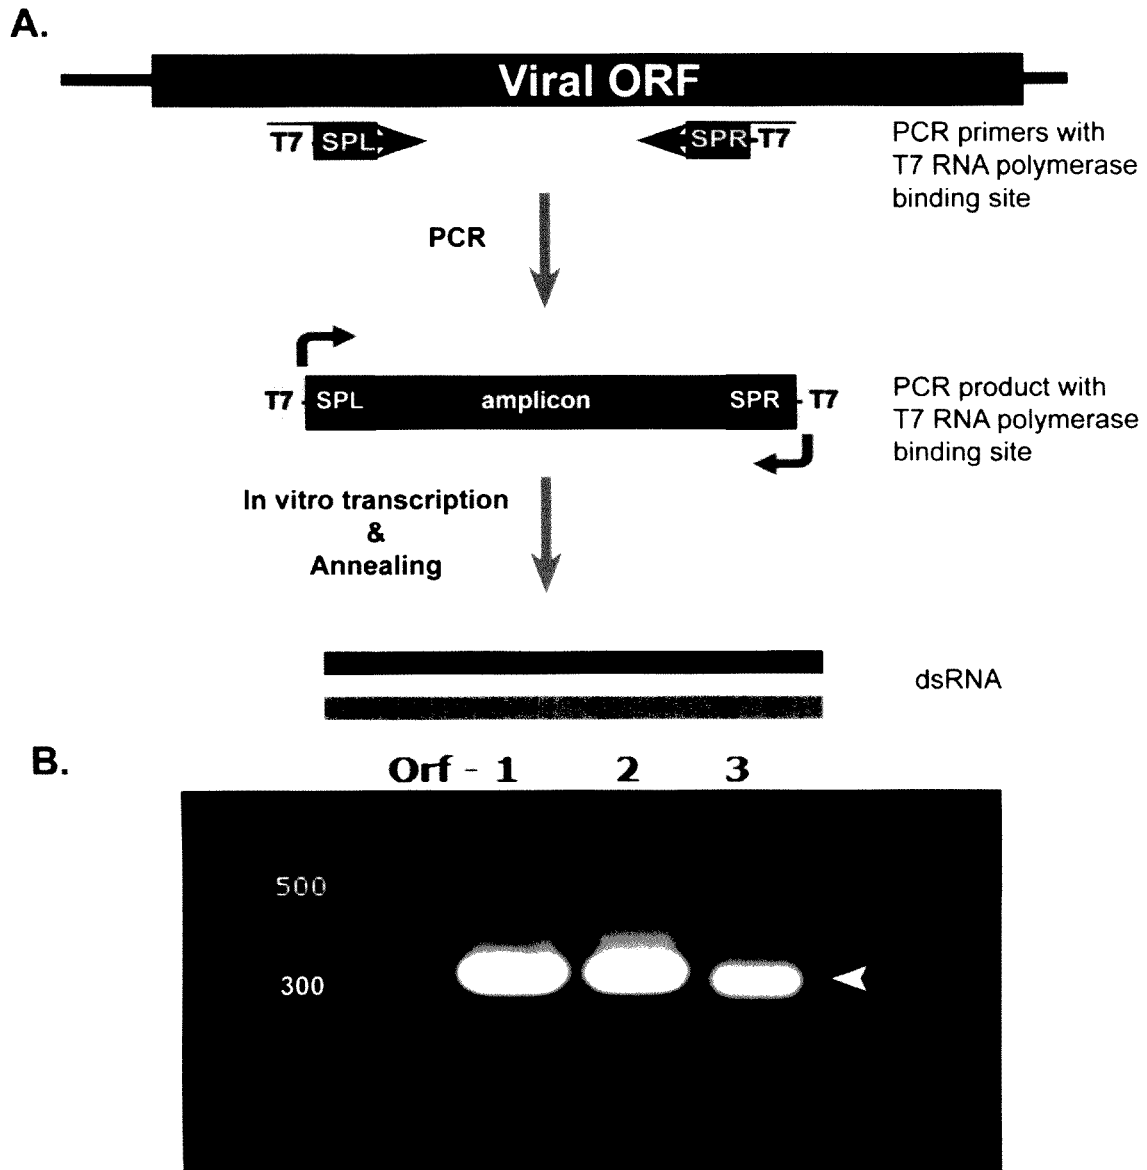 A.
Viral ORF
T7 SPL
SPR-T7
PCR primers with
T7 RNA polymerase
binding site
PCR
T7 SPL amplicon SPR T7
PCR product with
T7 RNA polymerase
binding site
In vitro transcription
&
Annealing
dsRNA
B.
Orf - 1 2 3
500
300